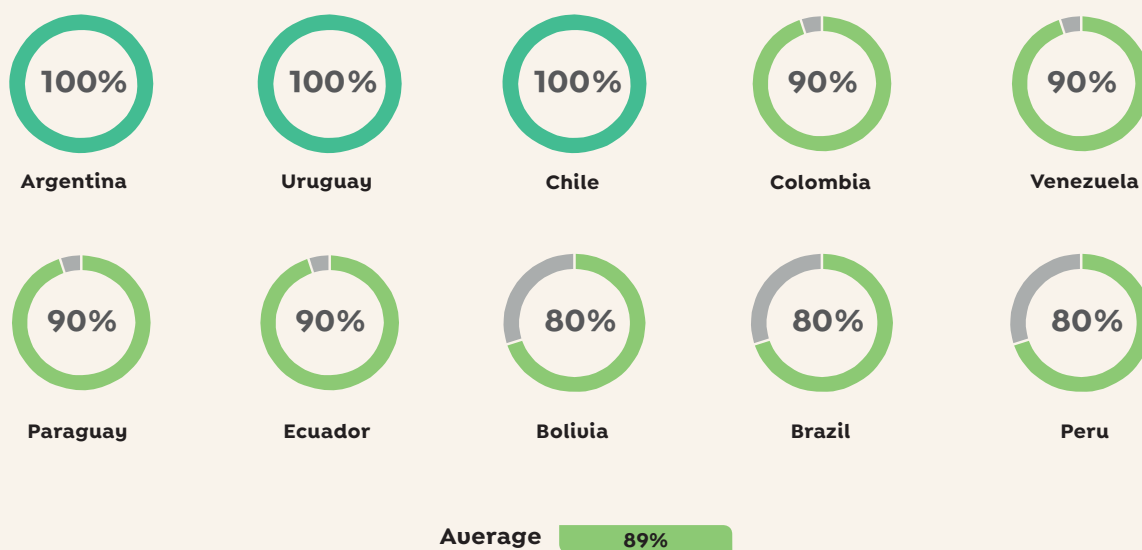 100% 100% 100% 90% 90%
Argentina Uruguay Chile Colombia Venezuela
90% 90% 80% 80% 80%
Paraguay Ecuador Bolivia Brazil Peru
Average 89%